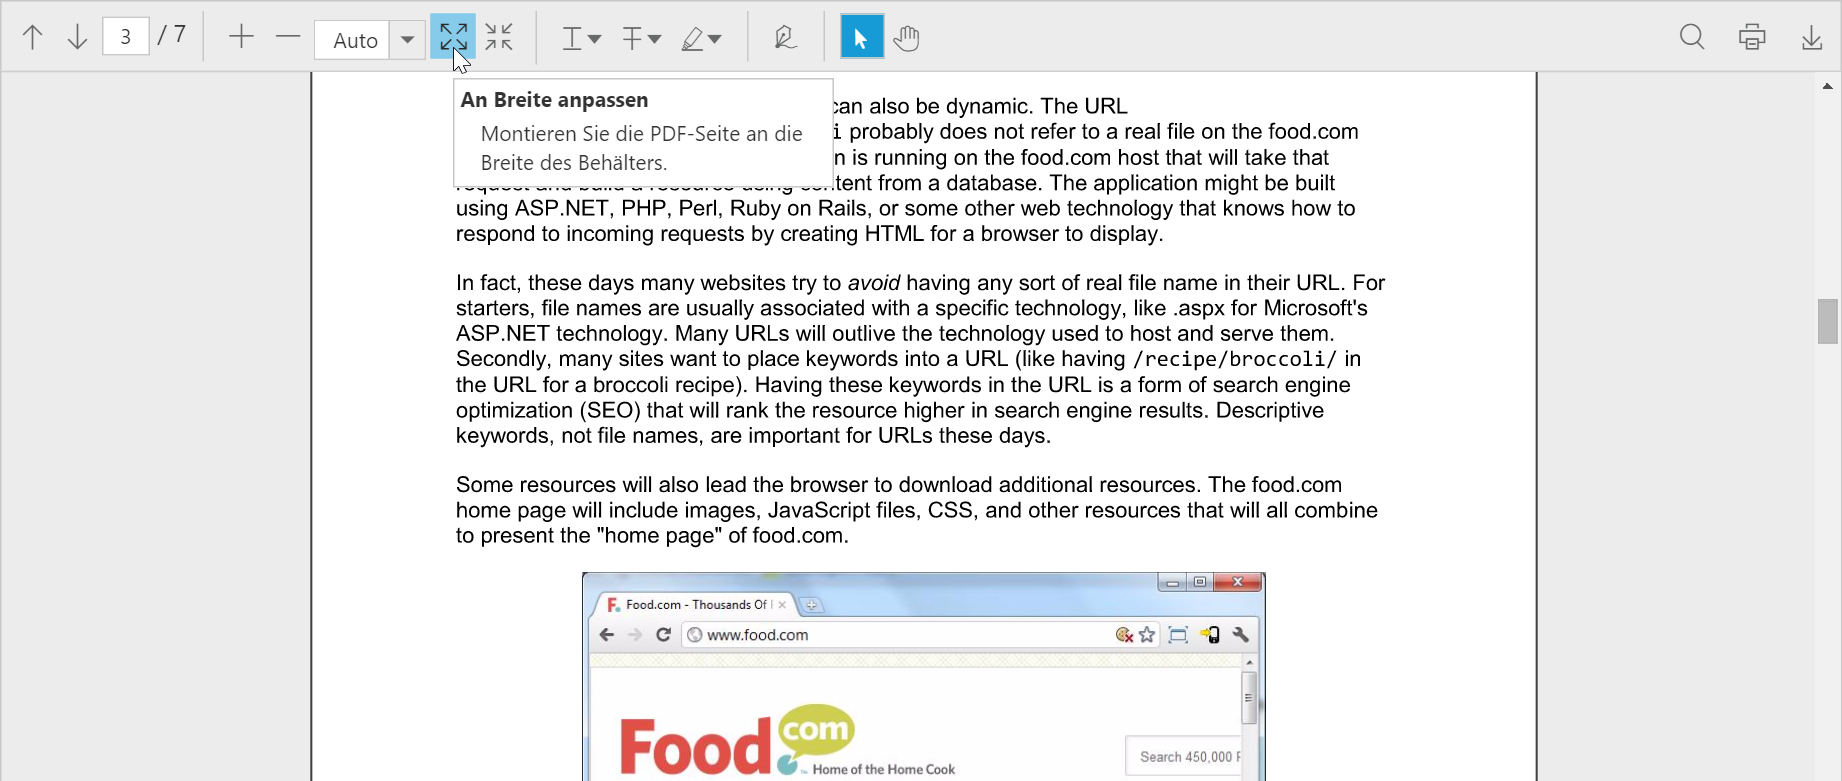 3 / 7 Auto
An Breite anpassen
Montieren Sie die PDF-Seite an die
Breite des Behälters.
can also be dynamic. The URL
probably does not refer to a real file on the food.com
is running on the food.com host that will take that
request and build a resource using content from a database. The application might be built
using ASP.NET, PHP, Perl, Ruby on Rails, or some other web technology that knows how to
respond to incoming requests by creating HTML for a browser to display.
In fact, these days many websites try to avoid having any sort of real file name in their URL. For
starters, file names are usually associated with a specific technology, like .aspx for Microsoft's
ASP.NET technology. Many URLs will outlive the technology used to host and serve them.
Secondly, many sites want to place keywords into a URL (like having /recipe/broccoli/ in
the URL for a broccoli recipe). Having these keywords in the URL is a form of search engine
optimization (SEO) that will rank the resource higher in search engine results. Descriptive
keywords, not file names, are important for URLs these days.
Some resources will also lead the browser to download additional resources. The food.com
home page will include images, JavaScript files, CSS, and other resources that will all combine
to present the "home page" of food.com.
F. Food.com - Thousands Of
www.food.com
Food.com
Home of the Home Cook
Search 450,000